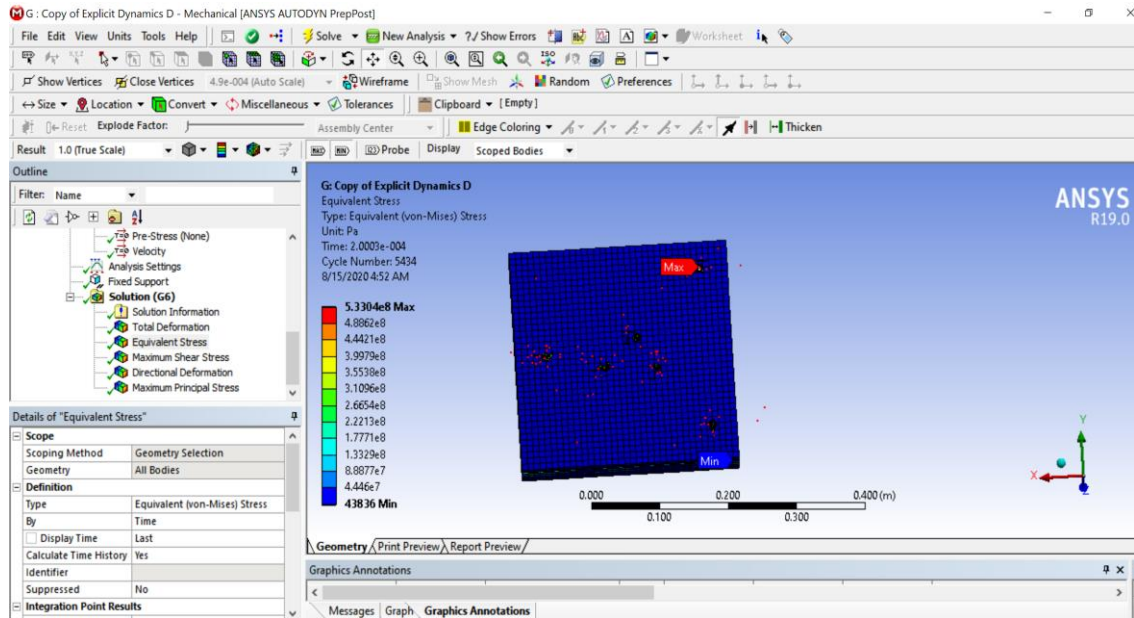 G : Copy of Explicit Dynamics D - Mechanical [ANSYS AUTODYN PrepPost]
File Edit View Units Tools Help Solve New Analysis ?/ Show Errors Worksheet
Show Vertices Close Vertices 4.9e-004 (Auto Scale) Wireframe Show Mesh Random Preferences
Size Location Convert Miscellaneous Tolerances Clipboard [Empty]
Reset Explode Factor: Assembly Center Edge Coloring Thicken
Result 1.0 (True Scale) MAX MIN Probe Display Scoped Bodies
Outline
Filter: Name
Pre-Stress (None)
Velocity
Analysis Settings
Fixed Support
Solution (G6)
Solution Information
Total Deformation
Equivalent Stress
Maximum Shear Stress
Directional Deformation
Maximum Principal Stress
Details of "Equivalent Stress"
Scope
Scoping Method Geometry Selection
Geometry All Bodies
Definition
Type Equivalent (von-Mises) Stress
By Time
Display Time Last
Calculate Time History Yes
Identifier
Suppressed No
Integration Point Results
G: Copy of Explicit Dynamics D
Equivalent Stress
Type: Equivalent (von-Mises) Stress
Unit: Pa
Time: 2.0003e-004
Cycle Number: 5434
8/15/2020 4:52 AM
5.3304e8 Max
4.8862e8
4.4421e8
3.9979e8
3.5538e8
3.1096e8
2.6654e8
2.2213e8
1.7771e8
1.3329e8
8.8877e7
4.446e7
43836 Min
Max
Min
ANSYS
R19.0
Y
X
Z
0.000 0.200 0.400 (m)
0.100 0.300
Geometry Print Preview Report Preview
Graphics Annotations
Messages Graph Graphics Annotations